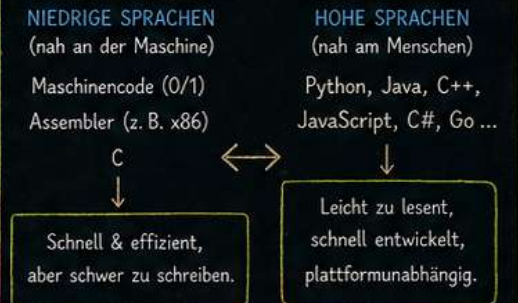 NIEDRIGE SPRACHEN
(nah an der Maschine)
Maschinencode (0/1)
Assembler (z. B. x86)
C
Schnell & effizient,
aber schwer zu schreiben.
HOHE SPRACHEN
(nah am Menschen)
Python, Java, C++,
JavaScript, C#, Go ...
Leicht zu lesent,
schnell entwickelt,
plattformunabhängig.